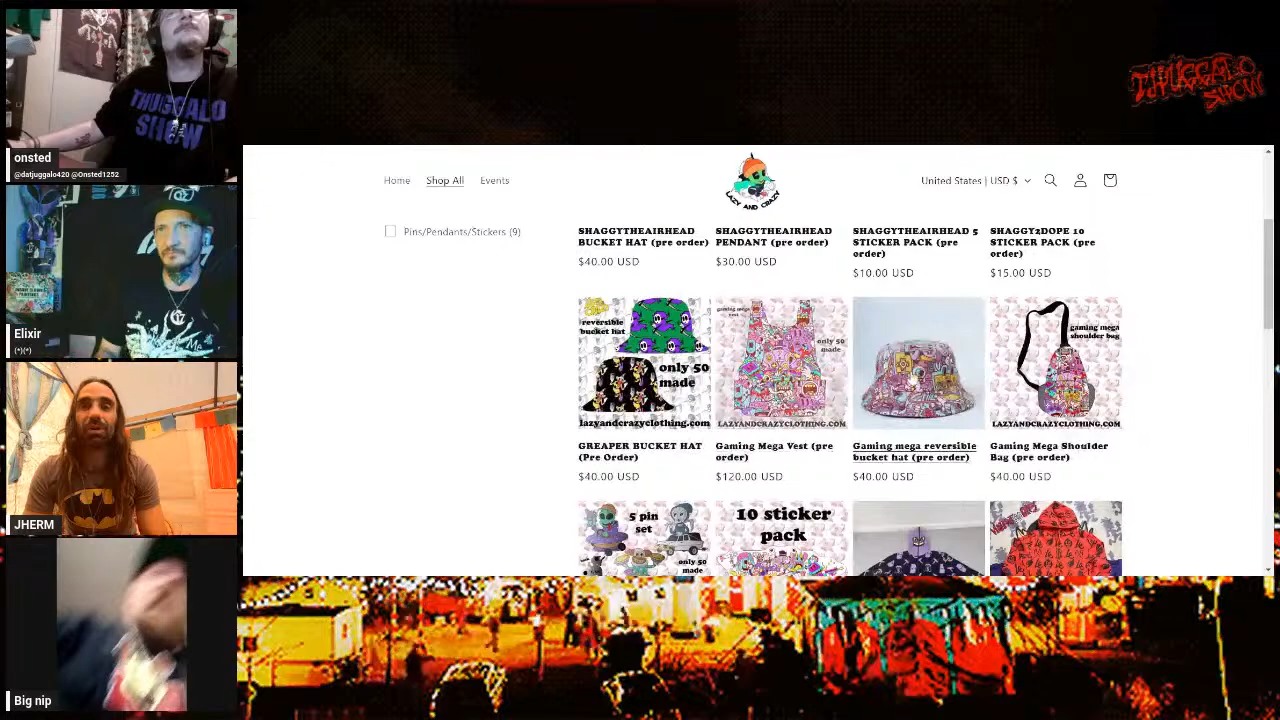 THUGGALO
SHOW
THUGGALO
SHOW
onsted
@datjuggalo420 @Onsted1252
Elixir
(*)(*)
JHERM
Big nip
Home
Shop All
Events
LAZY AND CRAZY
United States | USD $
Pins/Pendants/Stickers (9)
SHAGGYTHEAIRHEAD
BUCKET HAT (pre order)
$40.00 USD
SHAGGYTHEAIRHEAD
PENDANT (pre order)
$30.00 USD
SHAGGYTHEAIRHEAD 5
STICKER PACK (pre
order)
$10.00 USD
SHAGGY2DOPE 10
STICKER PACK (pre
order)
$15.00 USD
reversible
bucket hat
only 50
made
lazyandcrazyclothing.com
GREAPER BUCKET HAT
(Pre Order)
$40.00 USD
gaming mega
vest
only 50
made
LAZYANDCRAZYCLOTHING.COM
Gaming Mega Vest (pre
order)
$120.00 USD
Gaming mega reversible
bucket hat (pre order)
$40.00 USD
gaming mega
shoulder bag
LAZYANDCRAZYCLOTHING.COM
Gaming Mega Shoulder
Bag (pre order)
$40.00 USD
5 pin
set
only 50
made
10 sticker
pack